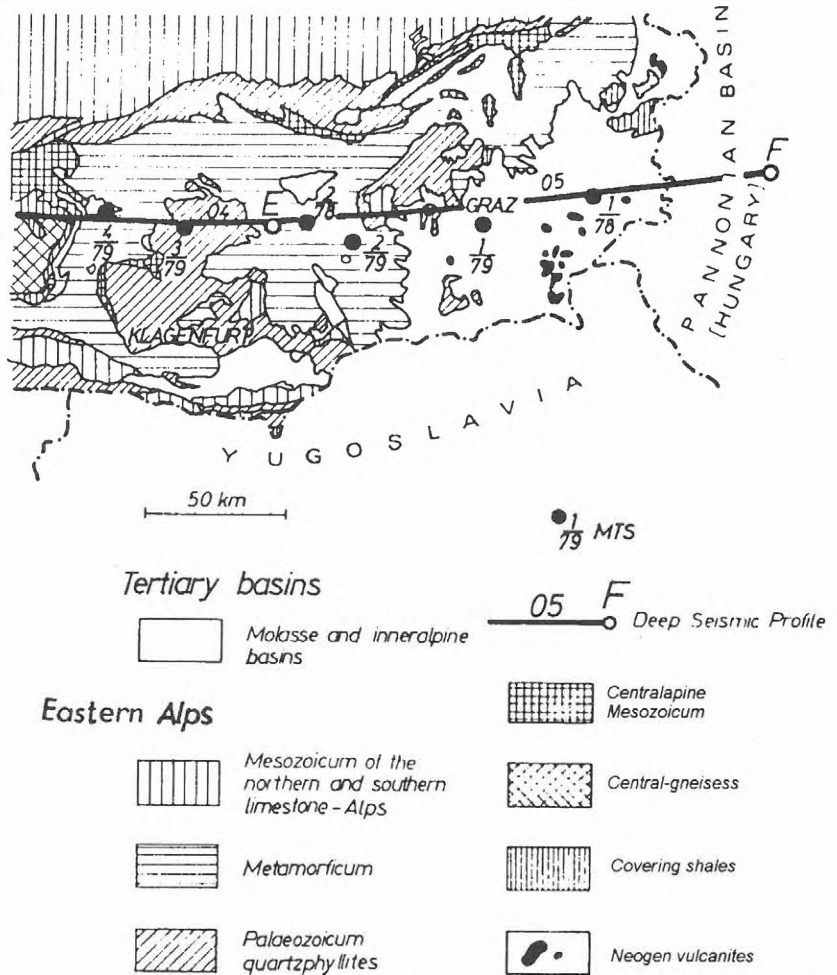 PANNONIAN BASIN
(HUNGARY)
F
05
GRAZ
1/78
04
E
2/78
4/79
3/79
2/79
1/79
KLAGENFURT
YUGOSLAVIA
50 km
1/79 MTS
Tertiary basins
Molasse and inneralpine
basins
05 F
Deep Seismic Profile
Eastern Alps
Mesozoicum of the
northern and southern
limestone-Alps
Metamorficum
Palaeozoicum
quartzphyllites
Centralapine
Mesozoicum
Central-gneisess
Covering shales
Neogen vulcanites